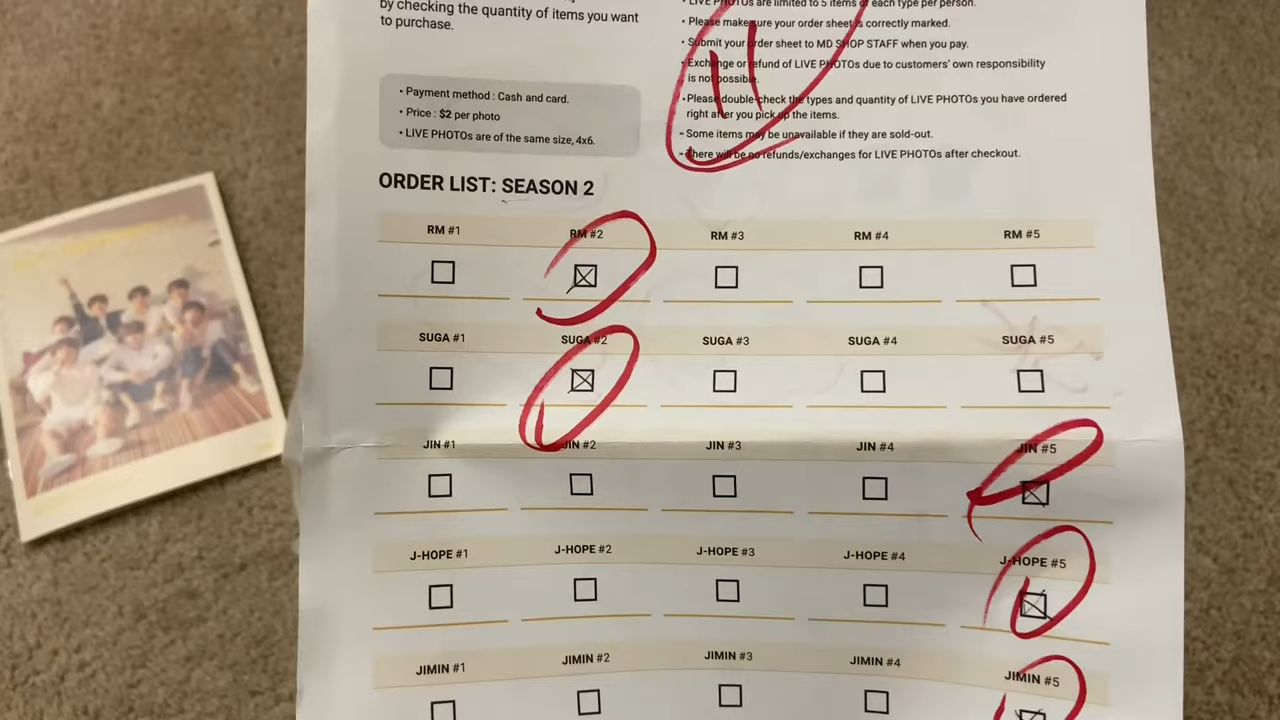 by checking the quantity of items you want
to purchase.
• Payment method : Cash and card.
• Price : $2 per photo
• LIVE PHOTOs are of the same size, 4x6.
• LIVE PHOTOs are limited to 5 items of each type per person.
• Please make sure your order sheet is correctly marked.
• Submit your order sheet to MD SHOP STAFF when you pay.
• Exchange or refund of LIVE PHOTOs due to customers' own responsibility
is not possible.
• Please double-check the types and quantity of LIVE PHOTOs you have ordered
right after you pick up the items.
• Some items may be unavailable if they are sold-out.
• There will be no refunds/exchanges for LIVE PHOTOs after checkout.
11
ORDER LIST: SEASON 2
RM #1 RM #2 RM #3 RM #4 RM #5
SUGA #1 SUGA #2 SUGA #3 SUGA #4 SUGA #5
JIN #1 JIN #2 JIN #3 JIN #4 JIN #5
J-HOPE #1 J-HOPE #2 J-HOPE #3 J-HOPE #4 J-HOPE #5
JIMIN #1 JIMIN #2 JIMIN #3 JIMIN #4 JIMIN #5